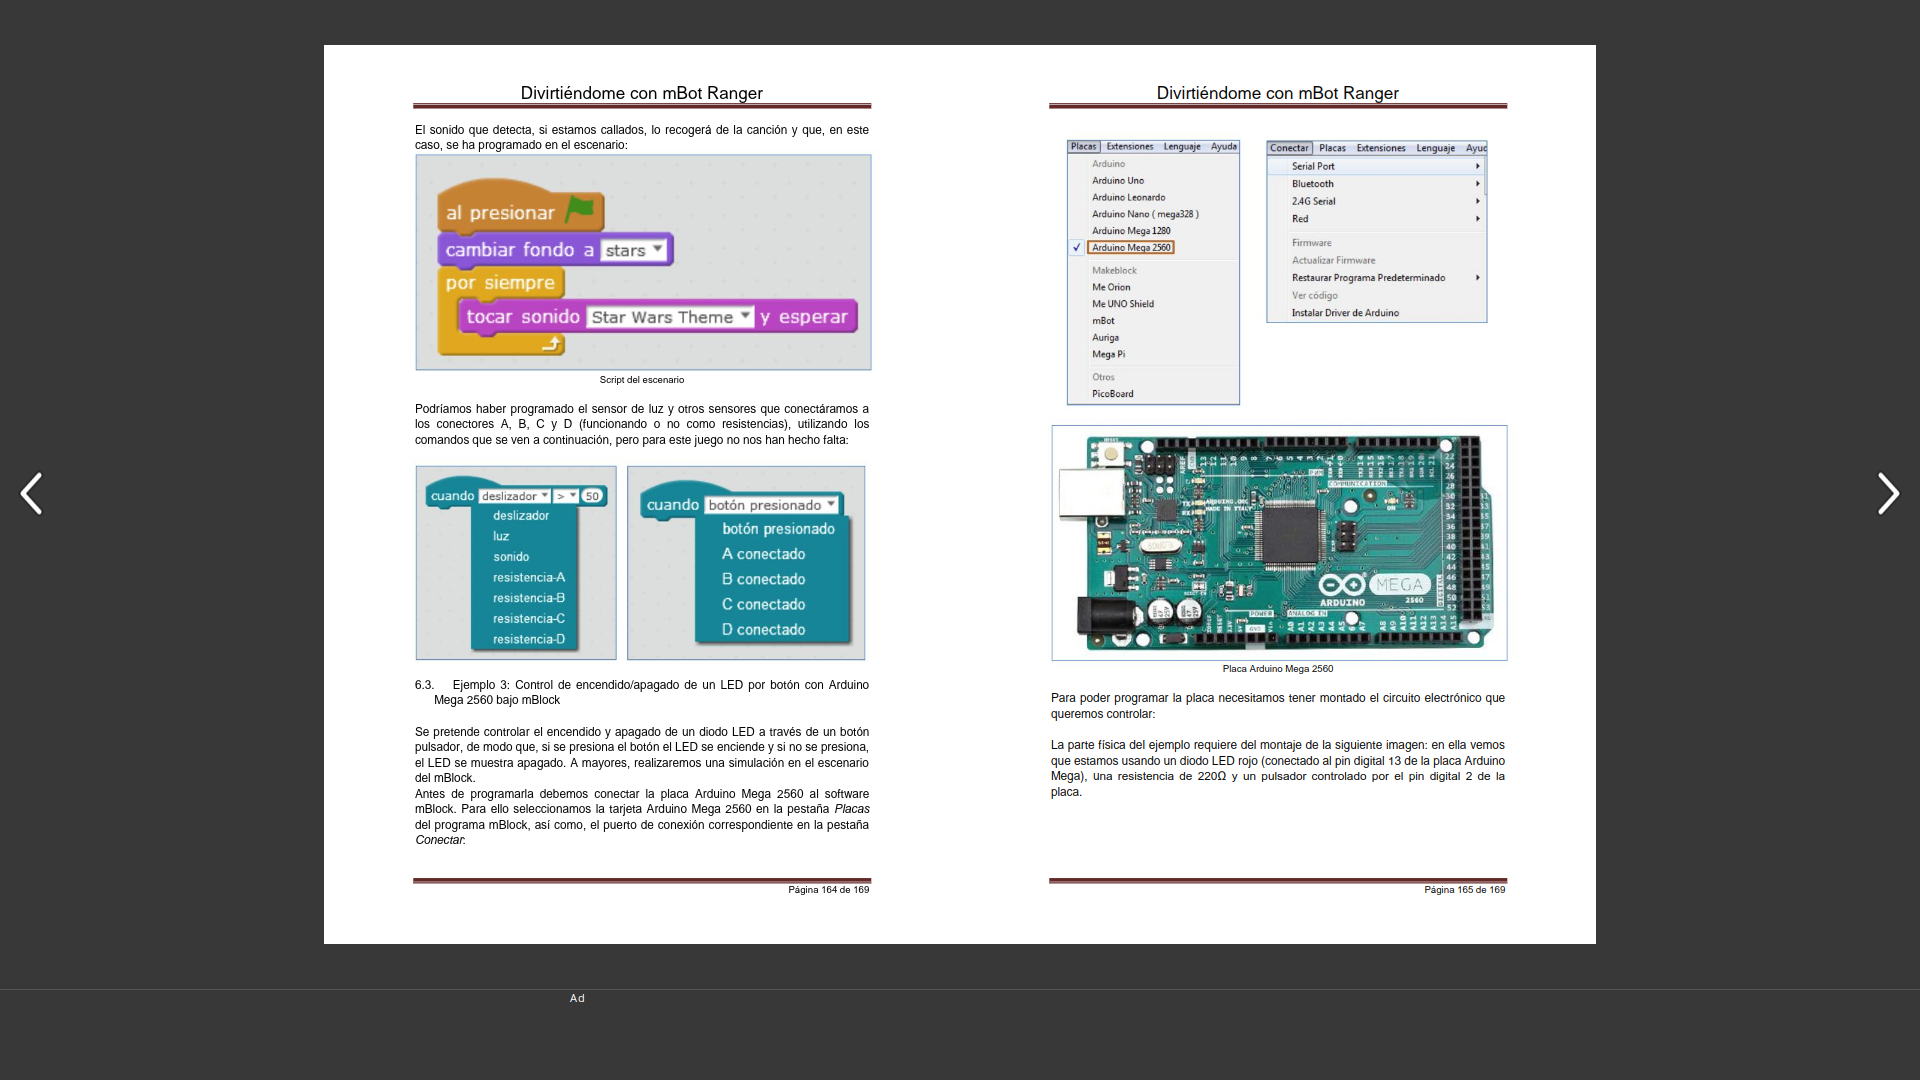 Divirtiéndome con mBot Ranger
El sonido que detecta, si estamos callados, lo recogerá de la canción y que, en este
caso, se ha programado en el escenario:
al presionar
cambiar fondo a stars
por siempre
tocar sonido Star Wars Theme y esperar
Script del escenario
Podríamos haber programado el sensor de luz y otros sensores que conectáramos a
los conectores A, B, C y D (funcionando o no como resistencias), utilizando los
comandos que se ven a continuación, pero para este juego no nos han hecho falta:
cuando deslizador > 50
deslizador
luz
sonido
resistencia-A
resistencia-B
resistencia-C
resistencia-D
cuando botón presionado
botón presionado
A conectado
B conectado
C conectado
D conectado
6.3. Ejemplo 3: Control de encendido/apagado de un LED por botón con Arduino
Mega 2560 bajo mBlock
Se pretende controlar el encendido y apagado de un diodo LED a través de un botón
pulsador, de modo que, si se presiona el botón el LED se enciende y si no se presiona,
el LED se muestra apagado. A mayores, realizaremos una simulación en el escenario
del mBlock.
Antes de programarla debemos conectar la placa Arduino Mega 2560 al software
mBlock. Para ello seleccionamos la tarjeta Arduino Mega 2560 en la pestaña Placas
del programa mBlock, así como, el puerto de conexión correspondiente en la pestaña
Conectar:
Página 164 de 169
Divirtiéndome con mBot Ranger
Placas Extensiones Lenguaje Ayuda
Arduino
Arduino Uno
Arduino Leonardo
Arduino Nano ( mega328 )
Arduino Mega 1280
✓ Arduino Mega 2560
Makeblock
Me Orion
Me UNO Shield
mBot
Auriga
Mega Pi
Otros
PicoBoard
Conectar Placas Extensiones Lenguaje Ayud
Serial Port
Bluetooth
2.4G Serial
Red
Firmware
Actualizar Firmware
Restaurar Programa Predeterminado
Ver código
Instalar Driver de Arduino
COMMUNICATION
MADE IN ITALY
MEGA
2560
ARDUINO
POWER
ANALOG IN
Placa Arduino Mega 2560
Para poder programar la placa necesitamos tener montado el circuito electrónico que
queremos controlar:
La parte física del ejemplo requiere del montaje de la siguiente imagen: en ella vemos
que estamos usando un diodo LED rojo (conectado al pin digital 13 de la placa Arduino
Mega), una resistencia de 220Ω y un pulsador controlado por el pin digital 2 de la
placa.
Página 165 de 169
Ad